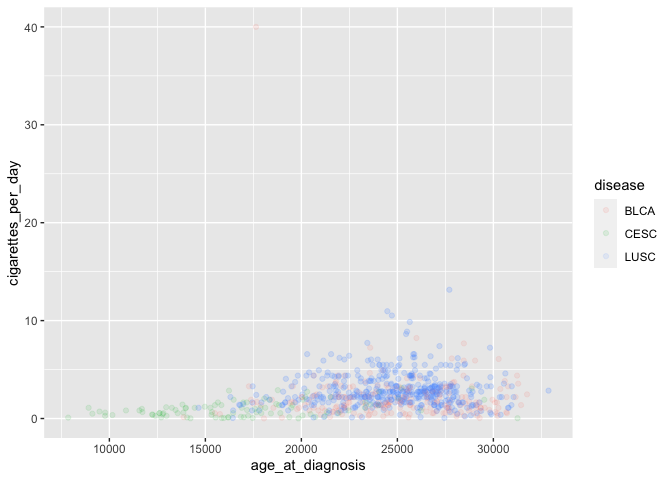 40
30
20
10
0
cigarettes_per_day
10000 15000 20000 25000 30000
age_at_diagnosis
disease
BLCA
CESC
LUSC